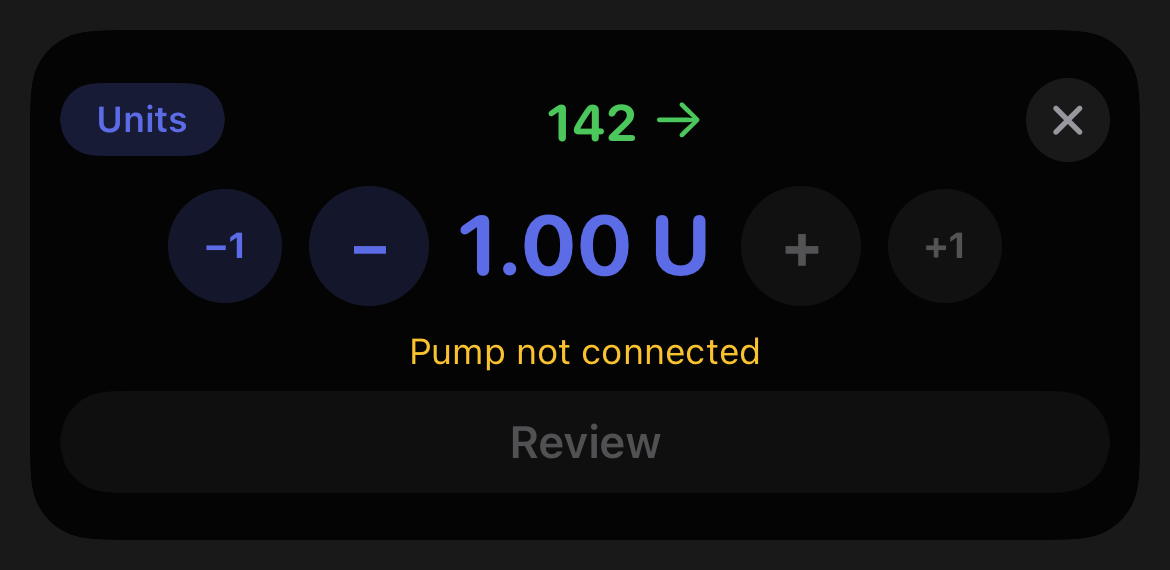 Units 142 →
−1 − 1.00 U + +1
Pump not connected
Review